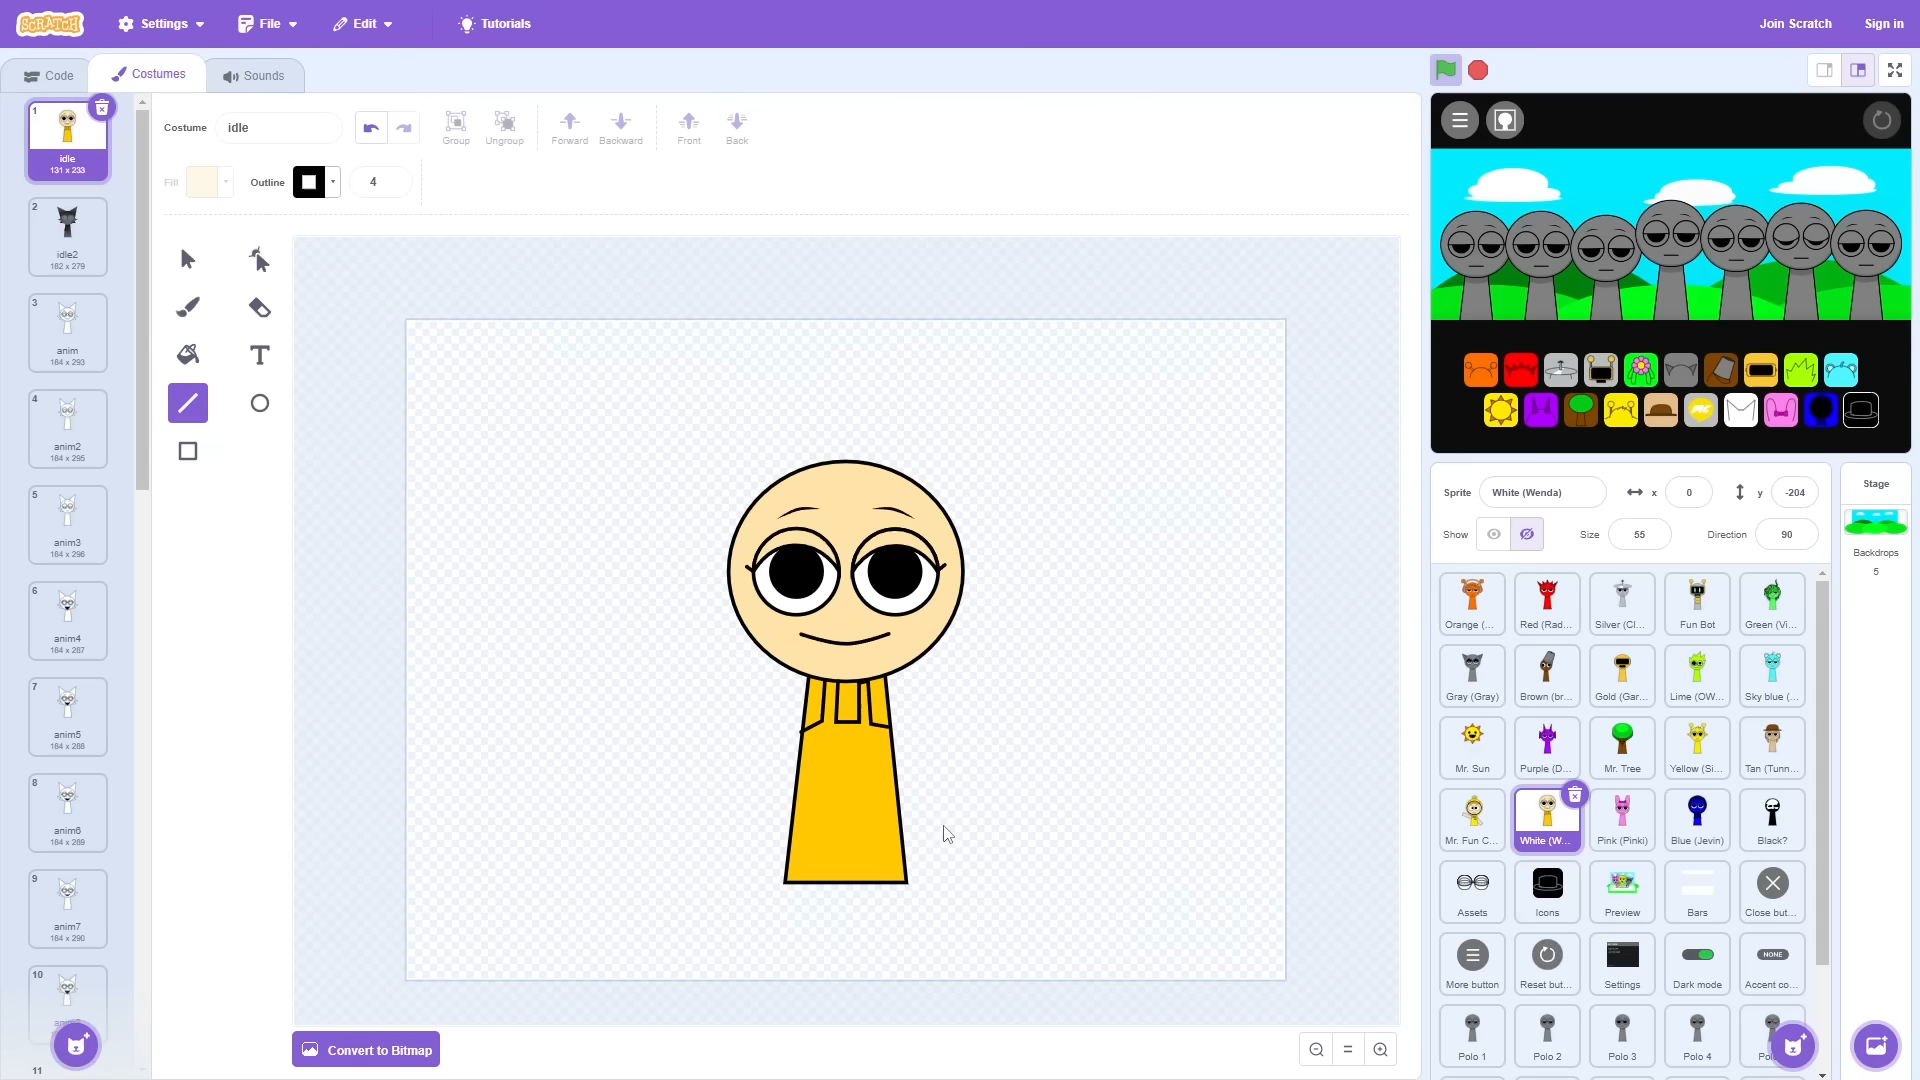 SCRATCH
Settings
File
Edit
Tutorials
Join Scratch
Sign in
Code
Costumes
Sounds
Costume
idle
Group
Ungroup
Forward
Backward
Front
Back
Fill
Outline
4
1
idle
131 x 233
2
idle2
182 x 279
3
anim
184 x 293
4
anim2
184 x 295
5
anim3
184 x 296
6
anim4
184 x 287
7
anim5
184 x 288
8
anim6
184 x 289
9
anim7
184 x 290
10
11
Convert to Bitmap
Sprite
White (Wenda)
x
0
y
-204
Show
Size
55
Direction
90
Stage
Backdrops
5
Orange (...
Red (Rad...
Silver (Cl...
Fun Bot
Green (Vi...
Gray (Gray)
Brown (br...
Gold (Gar...
Lime (OW...
Sky blue (...
Mr. Sun
Purple (D...
Mr. Tree
Yellow (Si...
Tan (Tunn...
Mr. Fun C...
White (W...
Pink (Pinki)
Blue (Jevin)
Black?
Assets
Icons
Preview
Bars
Close but...
More button
Reset but...
Settings
Dark mode
NONE
Accent co...
Polo 1
Polo 2
Polo 3
Polo 4